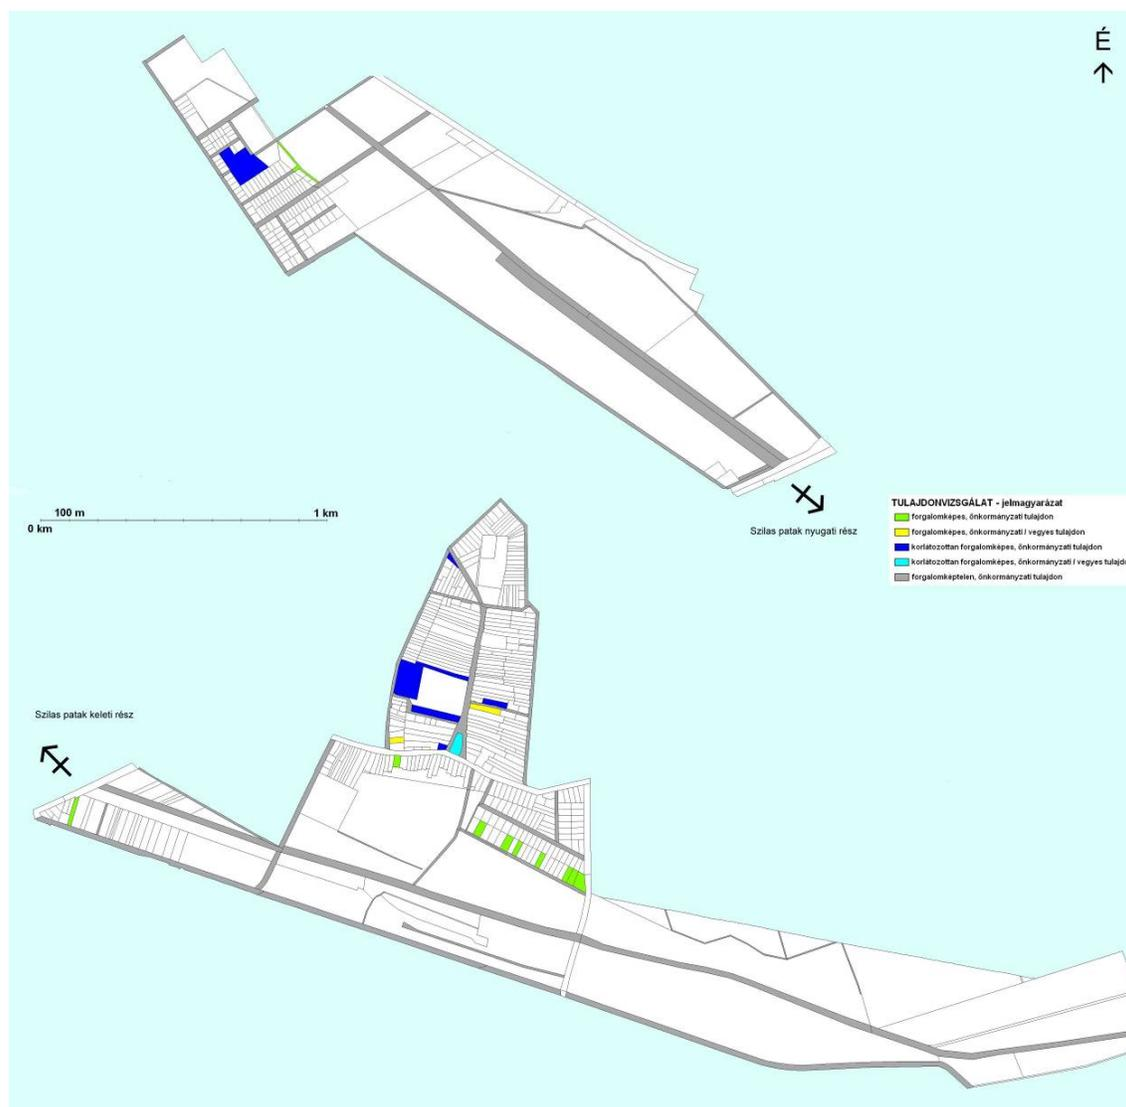 É
100 m
1 km
0 km
TULAJDONVIZSGÁLAT - jelmagyarázat
forgalomképes, önkormányzati tulajdon
forgalomképes, önkormányzati / vegyes tulajdon
korlátozottan forgalomképes, önkormányzati tulajdon
korlátozottan forgalomképes, önkormányzati / vegyes tulajdo
forgalomképtelen, önkormányzati tulajdon
Szilas patak nyugati rész
Szilas patak keleti rész